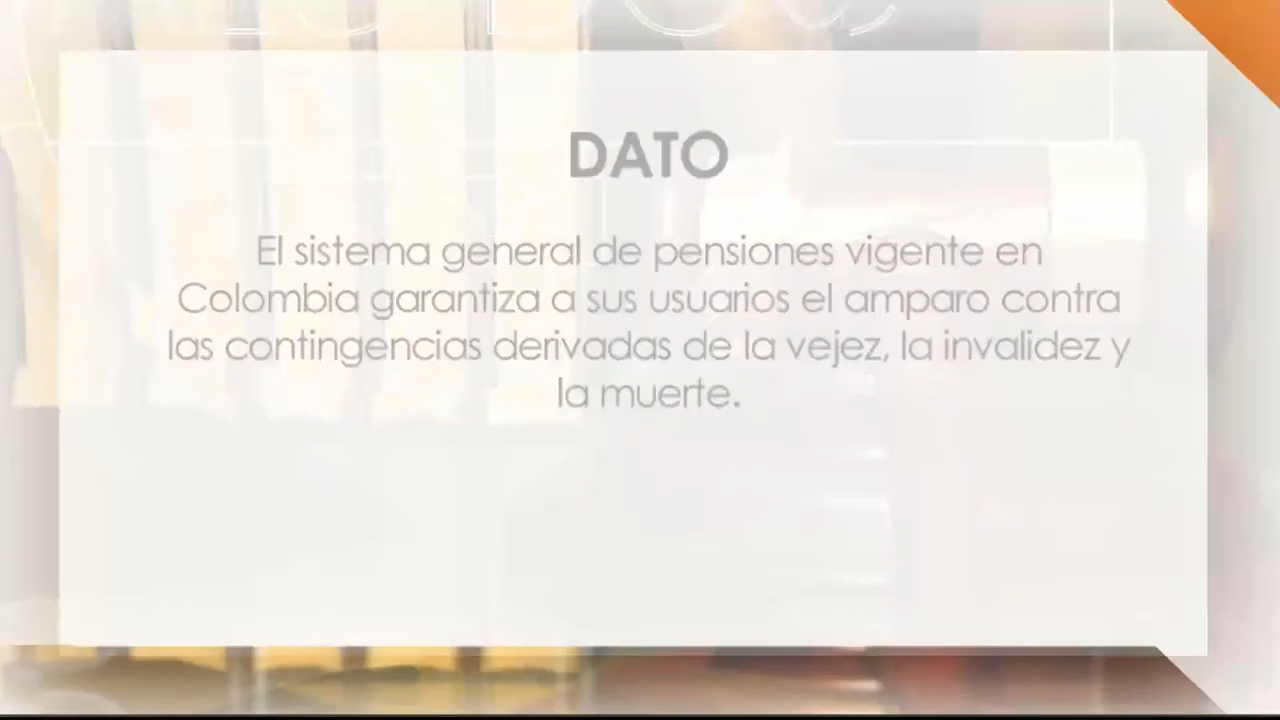 DATO
El sistema general de pensiones vigente en
Colombia garantiza a sus usuarios el amparo contra
las contingencias derivadas de la vejez, la invalidez y
la muerte.